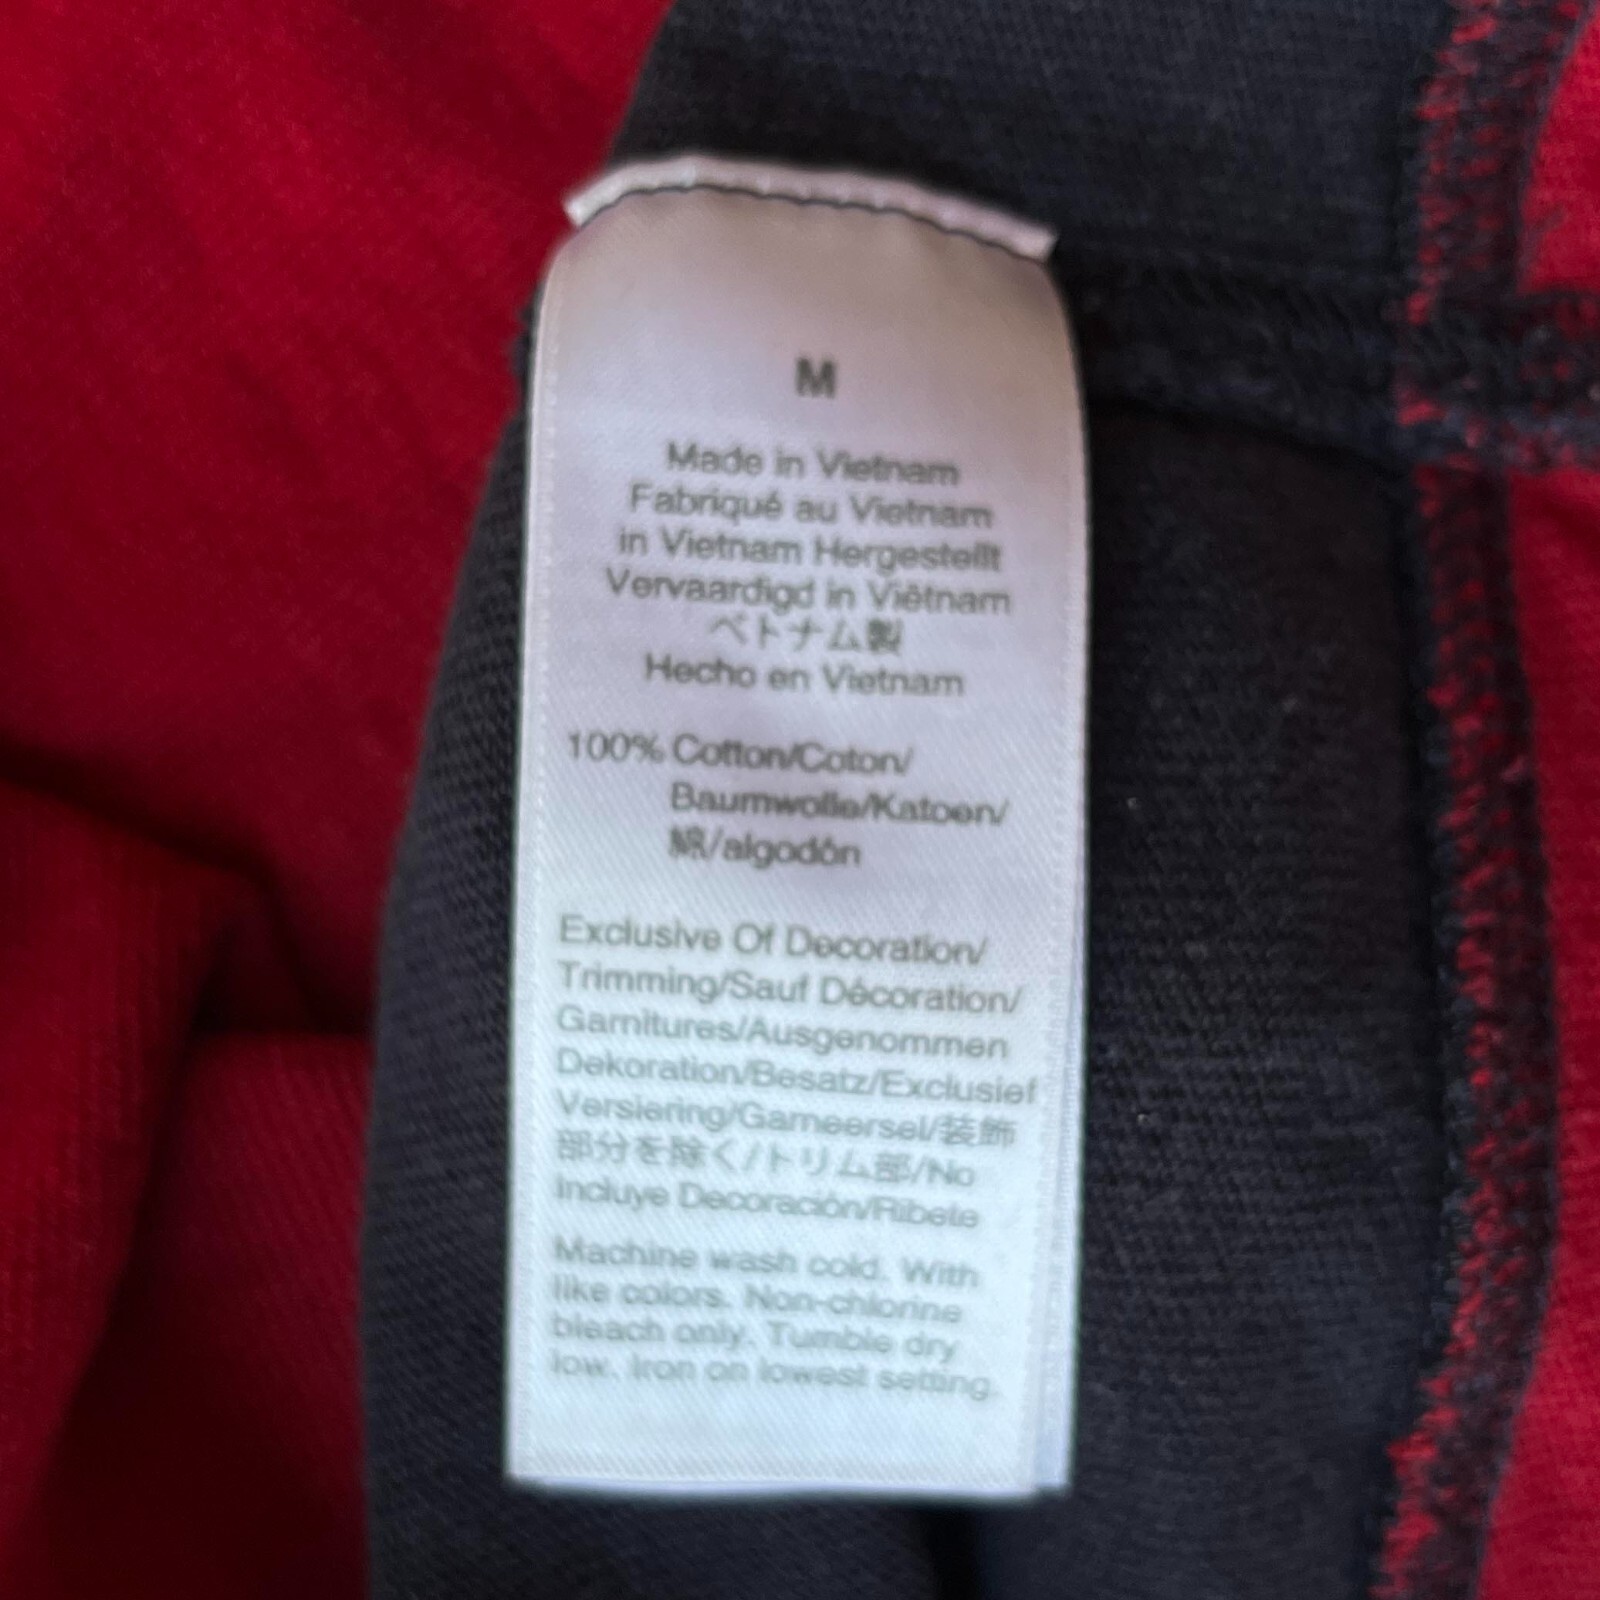 M
Made in Vietnam
Fabriqué au Vietnam
in Vietnam Hergestellt
Vervaardigd in Viêtnam
ベトナム製
Hecho en Vietnam
100% Cotton/Coton/
Baumwolle/Katoen/
綿/algodón
Exclusive Of Decoration/
Trimming/Sauf Décoration/
Garnitures/Ausgenommen
Dekoration/Besatz/Exclusief
Versiering/Garneersel/装飾
部分を除く/トリム部/No
Incluye Decoración/Ribete
Machine wash cold. With
like colors. Non-chlorine
bleach only. Tumble dry
low. Iron on lowest setting.